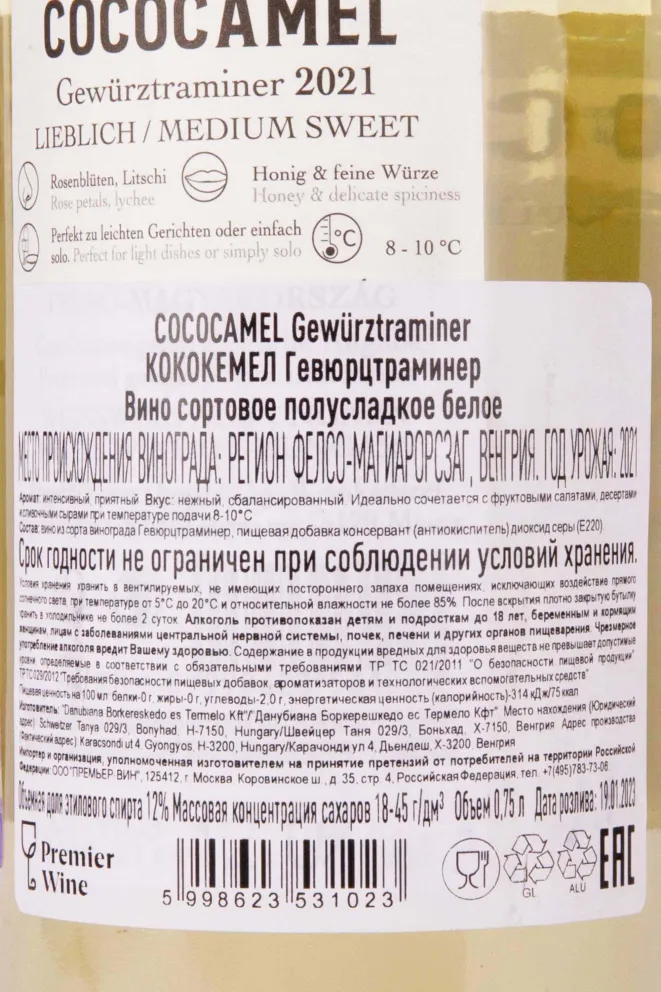 COCOCAMEL
Gewürztraminer 2021
LIEBLICH / MEDIUM SWEET
Rosenblüten, Litschi
Rose petals, lychee
Honig & feine Würze
Honey & delicate spiciness
Perfekt zu leichten Gerichten oder einfach
solo. Perfect for light dishes or simply solo
°C
8 - 10 °C
COCOCAMEL Gewürztraminer
КОКОКЕМЕЛ Гевюрцтраминер
Вино сортовое полусладкое белое
МЕСТО ПРОИСХОЖДЕНИЯ ВИНОГРАДА: РЕГИОН ФЕЛСО-МАГИАРОРСЗАГ, ВЕНГРИЯ. ГОД УРОЖАЯ: 2021
Аромат: интенсивный, приятный. Вкус: нежный, сбалансированный. Идеально сочетается с фруктовыми салатами, десертами
и сливочными сырами при температуре подачи 8-10°С
Состав: вино из сорта винограда Гевюрцтраминер, пищевая добавка консервант (антиокислитель) диоксид серы (Е220).
Срок годности не ограничен при соблюдении условий хранения.
Условия хранения: хранить в вентилируемых, не имеющих постороннего запаха помещениях, исключающих воздействие прямого
солнечного света, при температуре от 5°С до 20°С и относительной влажности не более 85%. После вскрытия плотно закрытую бутылку
хранить в холодильнике не более 2 суток. Алкоголь противопоказан детям и подросткам до 18 лет, беременным и кормящим
женщинам, лицам с заболеваниями центральной нервной системы, почек, печени и других органов пищеварения. Чрезмерное
употребление алкоголя вредит Вашему здоровью. Содержание в продукции вредных для здоровья веществ не превышает допустимые
уровни, определяемые в соответствии с обязательными требованиями ТР ТС 021/2011 "О безопасности пищевой продукции"
ТР ТС 029/2012 "Требования безопасности пищевых добавок, ароматизаторов и технологических вспомогательных средств"
Пищевая ценность на 100 мл: белки-0 г, жиры-0 г, углеводы-2,0 г, энергетическая ценность (калорийность)-314 кДж/75 ккал
Изготовитель: "Danubiana Borkereskedo es Termelo Kft"/"Данубиана Боркерешкедо ес Термело Кфт" Место нахождения (Юридический
адрес) Schweitzer Tanya 029/3, Bonyhad, H-7150, Hungary/Швейцер Таня 029/3, Боньхад, Х-7150, Венгрия Адрес производства
(фактический адрес) Karacsondi ut 4, Gyongyos, H-3200, Hungary/Карачонди ул 4, Дьендеш, Х-3200, Венгрия
Импортер и организация, уполномоченная изготовителем на принятие претензий от потребителей на территории Российской
Федерации: ООО "ПРЕМЬЕР ВИН", 125412, г. Москва, Коровинское ш., д. 35, стр. 4, Российская Федерация, тел. +7(495)783-73-08
Объемная доля этилового спирта 12% Массовая концентрация сахаров 18-45 г/дм³ Объем 0,75 л Дата розлива: 19.01.2023
Premier
Wine
5 998623 531023
GL
ALU
EAC